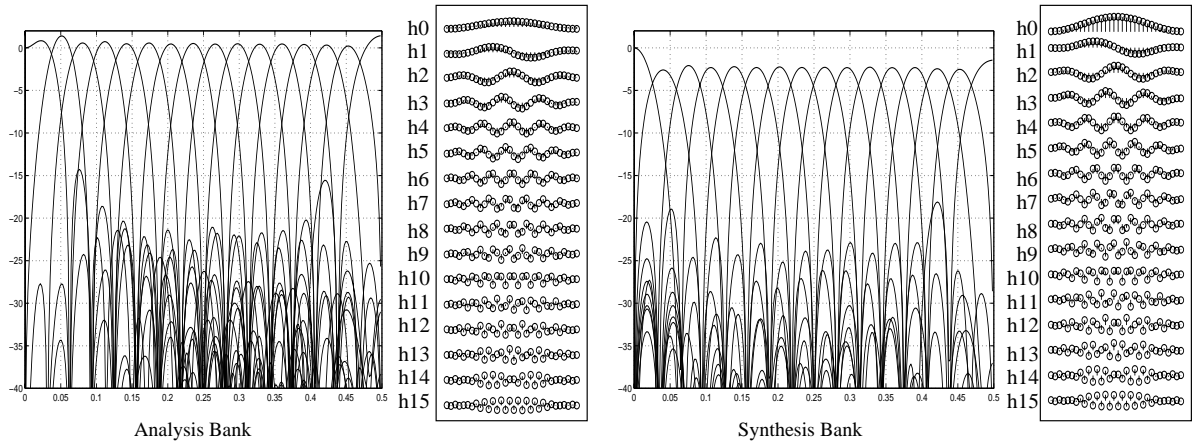 0
−5
−10
−15
−20
−25
−30
−35
−40
0 0.05 0.1 0.15 0.2 0.25 0.3 0.35 0.4 0.45 0.5
Analysis Bank
h0
h1
h2
h3
h4
h5
h6
h7
h8
h9
h10
h11
h12
h13
h14
h15
0
−5
−10
−15
−20
−25
−30
−35
−40
0 0.05 0.1 0.15 0.2 0.25 0.3 0.35 0.4 0.45 0.5
Synthesis Bank
h0
h1
h2
h3
h4
h5
h6
h7
h8
h9
h10
h11
h12
h13
h14
h15